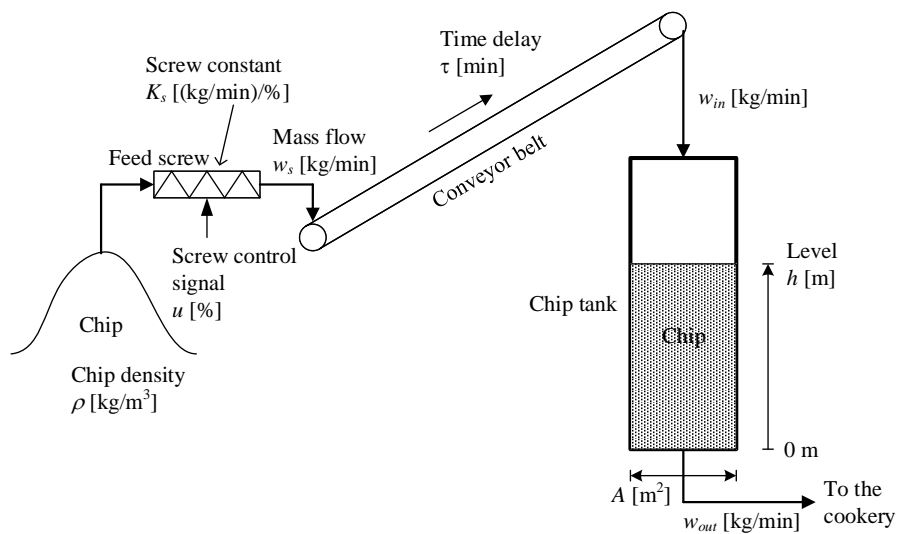 Time delay
τ [min]
Screw constant
K_s [(kg/min)/%]
Mass flow
w_s [kg/min]
Feed screw
w_in [kg/min]
Conveyor belt
Screw control
signal
u [%]
Level
h [m]
Chip tank
Chip
Chip
Chip density
ρ [kg/m³]
0 m
A [m²]
w_out [kg/min]
To the
cookery